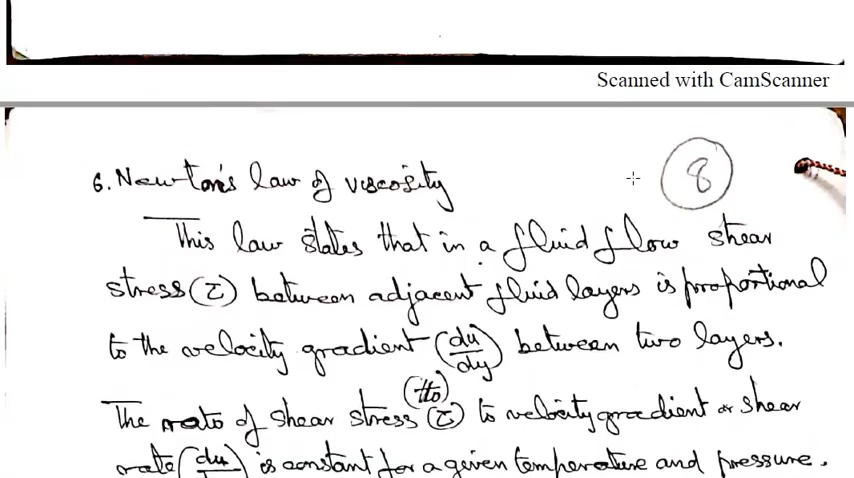 Scanned with CamScanner
8
6. Newton's law of viscosity
This law states that in a fluid flow shear
stress (τ) between adjacent fluid layers is proportional
to the velocity gradient (du/dy) between two layers.
The rato of shear stress (τ) to velocity gradient or shear
rate (du/ is constant for a given temperature and pressure.